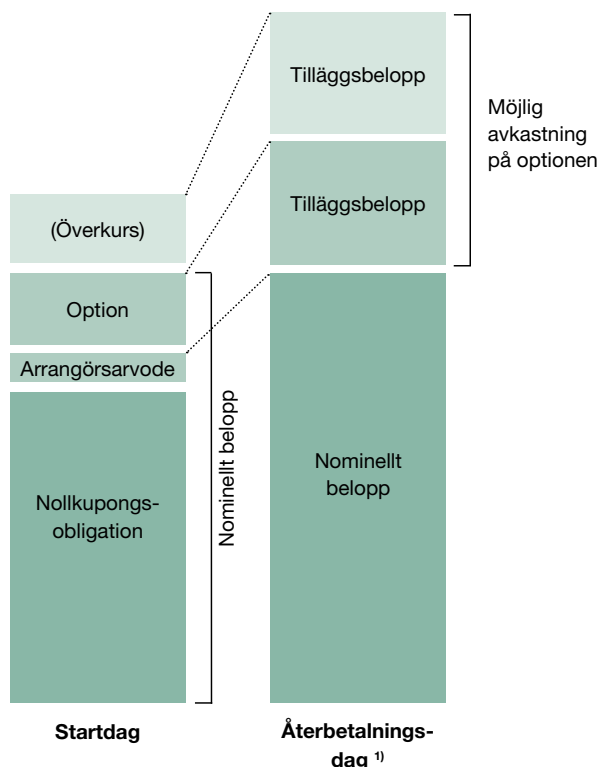 Tilläggsbelopp
Möjlig
avkastning
på optionen
Tilläggsbelopp
(Överkurs)
Option
Arrangörsarvode
Nollkupongs-
obligation
Nominellt belopp
Nominellt
belopp
Startdag
Återbetalnings-
dag 1)